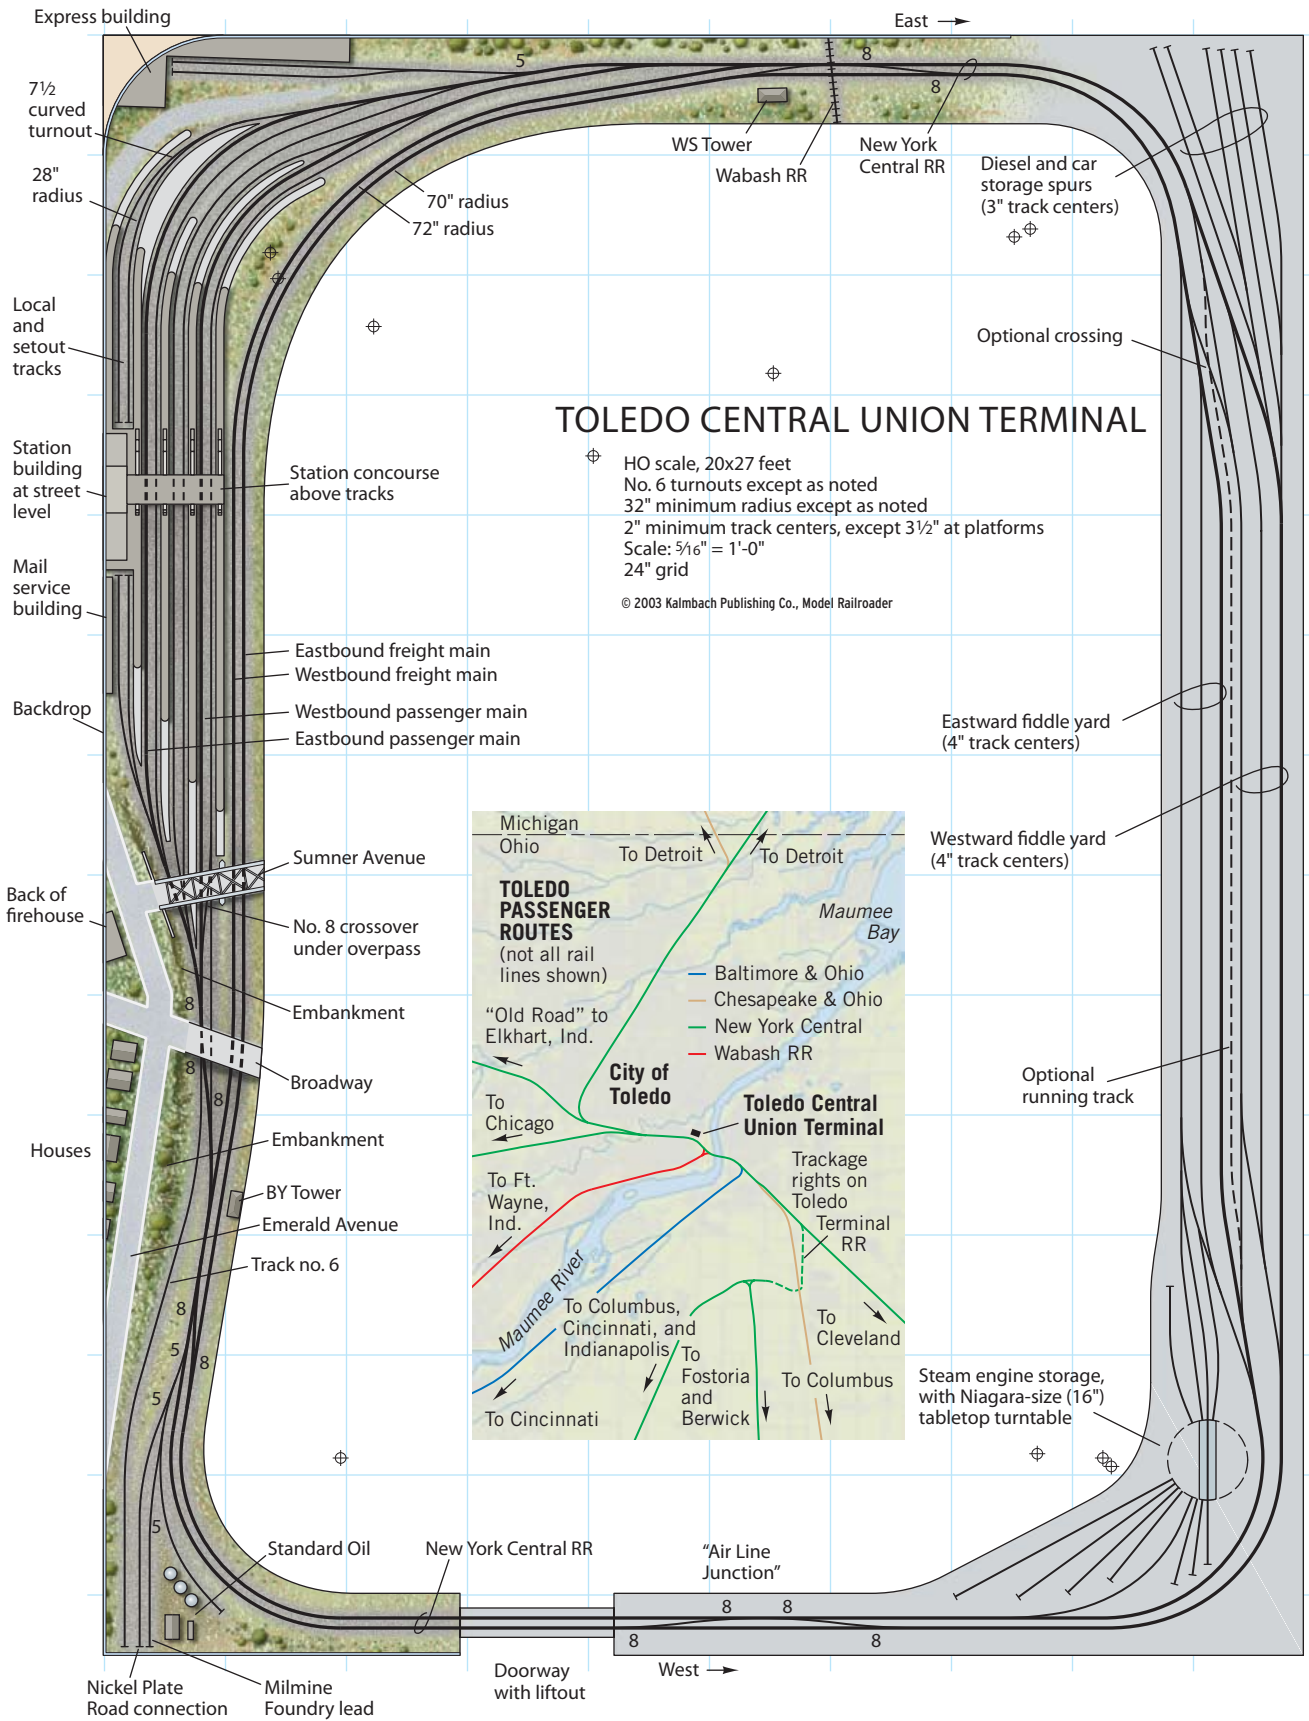 Express building
East
5
8
8
7½
curved
turnout
28"
radius
WS Tower
Wabash RR
New York
Central RR
Diesel and car
storage spurs
(3" track centers)
70" radius
72" radius
Local
and
setout
tracks
Optional crossing
TOLEDO CENTRAL UNION TERMINAL
HO scale, 20x27 feet
No. 6 turnouts except as noted
32" minimum radius except as noted
2" minimum track centers, except 3½" at platforms
Scale: 5⁄16" = 1'-0"
24" grid
© 2003 Kalmbach Publishing Co., Model Railroader
Station
building
at street
level
Station concourse
above tracks
Mail
service
building
Eastbound freight main
Westbound freight main
Westbound passenger main
Eastbound passenger main
Backdrop
Eastward fiddle yard
(4" track centers)
Westward fiddle yard
(4" track centers)
Sumner Avenue
Back of
firehouse
No. 8 crossover
under overpass
8
Embankment
8
Broadway
8
Embankment
Houses
BY Tower
Emerald Avenue
Track no. 6
8
5
8
5
5
Optional
running track
Michigan
Ohio
To Detroit
To Detroit
TOLEDO
PASSENGER
ROUTES
(not all rail
lines shown)
Maumee
Bay
Baltimore & Ohio
Chesapeake & Ohio
New York Central
Wabash RR
“Old Road” to
Elkhart, Ind.
City of
Toledo
To
Chicago
Toledo Central
Union Terminal
To Ft.
Wayne,
Ind.
Trackage
rights on
Toledo
Terminal
RR
Maumee River
To Columbus,
Cincinnati, and
Indianapolis
To
Cleveland
To
Fostoria
and
Berwick
To Columbus
To Cincinnati
Steam engine storage,
with Niagara-size (16")
tabletop turntable
Standard Oil
New York Central RR
“Air Line
Junction”
8
8
8
8
Doorway
with liftout
West
Nickel Plate
Road connection
Milmine
Foundry lead